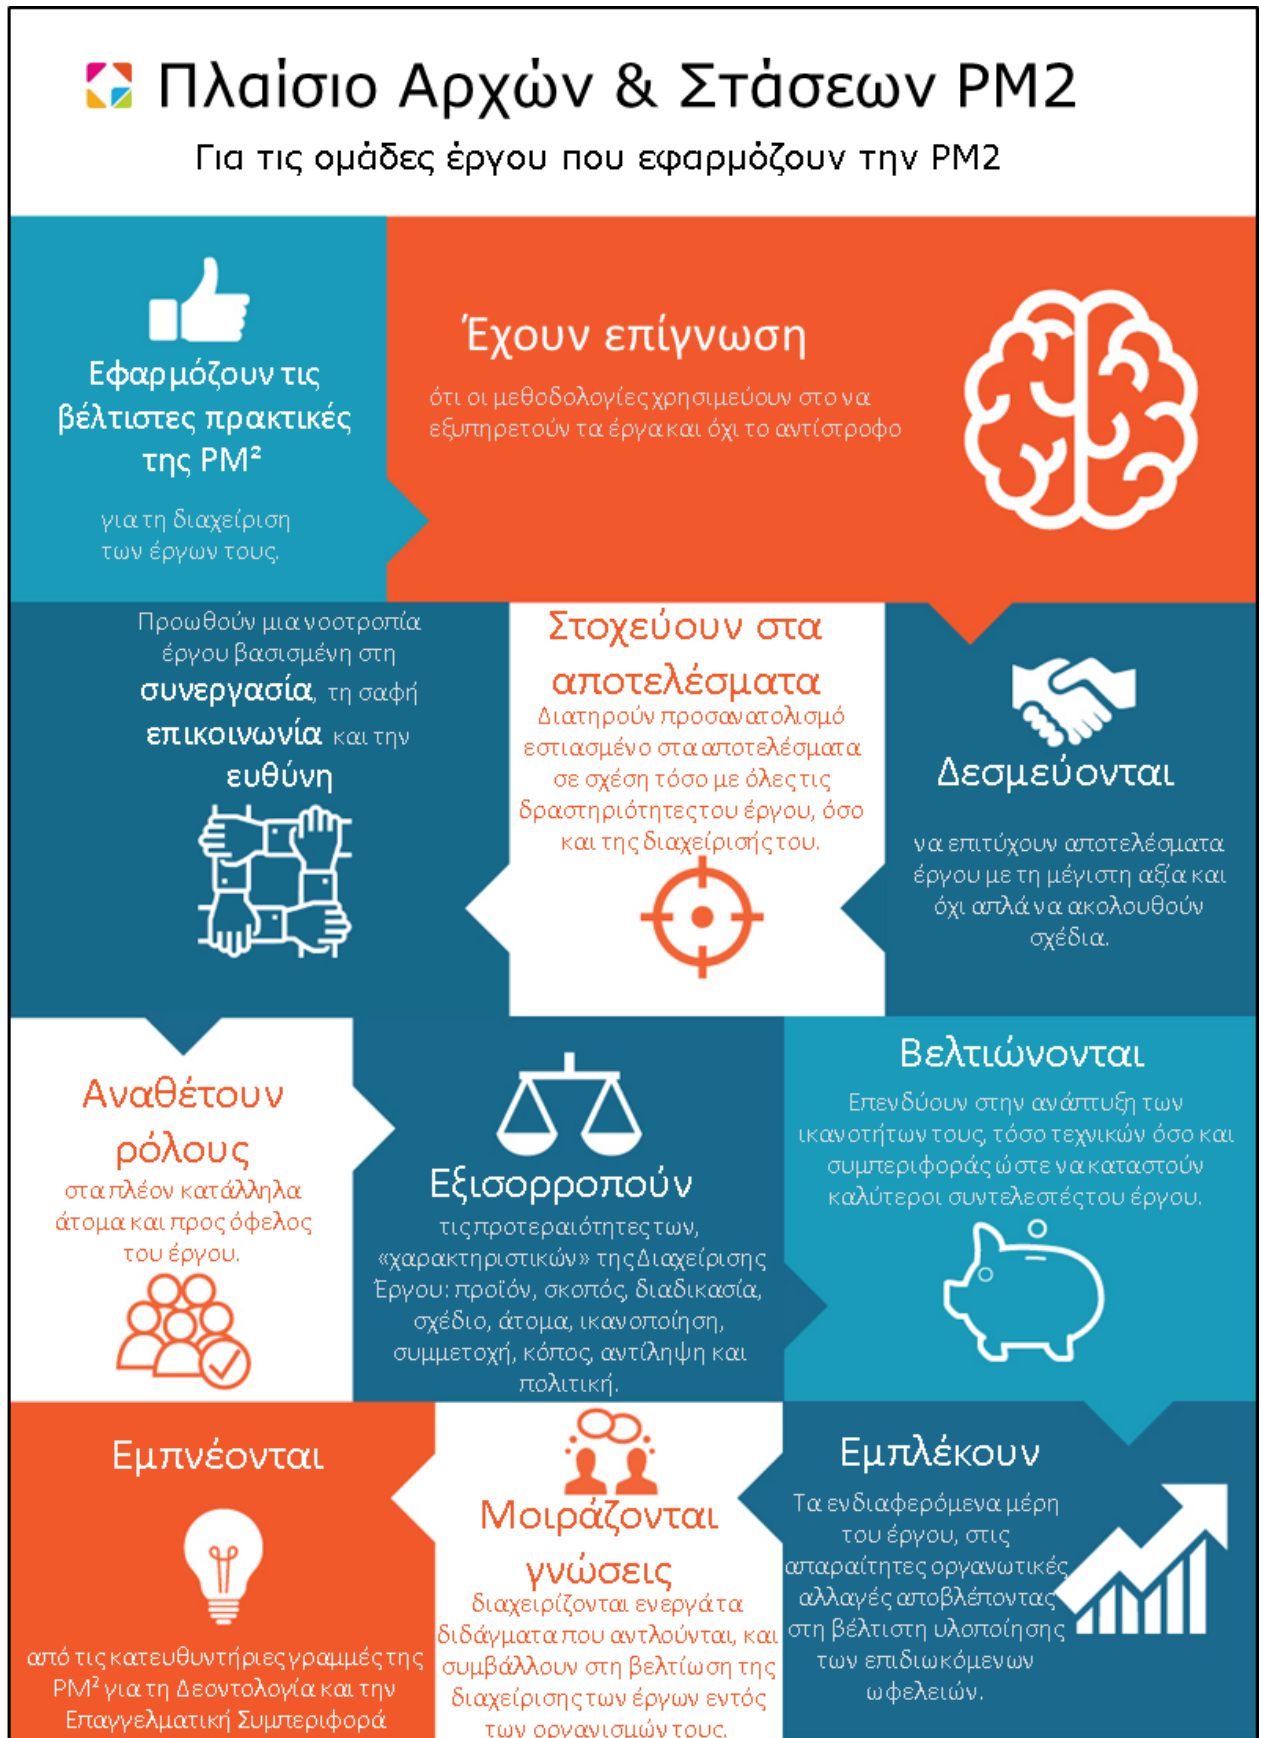 Πλαίσιο Αρχών & Στάσεων PM2
Για τις ομάδες έργου που εφαρμόζουν την PM2
Εφαρμόζουν τις
βέλτιστες πρακτικές
της PM²
για τη διαχείριση
των έργων τους.
Έχουν επίγνωση
ότι οι μεθοδολογίες χρησιμεύουν στο να
εξυπηρετούν τα έργα και όχι το αντίστροφο
Δεσμεύονται
να επιτύχουν αποτελέσματα
έργου με τη μέγιστη αξία και
όχι απλά να ακολουθούν
σχέδια.
Στοχεύουν στα
αποτελέσματα
Διατηρούν προσανατολισμό
εστιασμένο στα αποτελέσματα
σε σχέση τόσο με όλες τις
δραστηριότητες του έργου, όσο
και της διαχείρισής του.
Προωθούν μια νοοτροπία
έργου βασισμένη στη
συνεργασία, τη σαφή
επικοινωνία και την
ευθύνη
Αναθέτουν
ρόλους
στα πλέον κατάλληλα
άτομα και προς όφελος
του έργου.
Εξισορροπούν
τις προτεραιότητες των,
«χαρακτηριστικών» της Διαχείρισης
Έργου: προϊόν, σκοπός, διαδικασία,
σχέδιο, άτομα, ικανοποίηση,
συμμετοχή, κόπος, αντίληψη και
πολιτική.
Βελτιώνονται
Επενδύουν στην ανάπτυξη των
ικανοτήτων τους, τόσο τεχνικών όσο και
συμπεριφοράς ώστε να καταστούν
καλύτεροι συντελεστές του έργου.
Εμπλέκουν
Τα ενδιαφερόμενα μέρη
του έργου, στις
απαραίτητες οργανωτικές
αλλαγές αποβλέποντας
στη βέλτιστη υλοποίησης
των επιδιωκόμενων
ωφελειών.
Μοιράζονται
γνώσεις
διαχειρίζονται ενεργά τα
διδάγματα που αντλούνται, και
συμβάλλουν στη βελτίωση της
διαχείρισης των έργων εντός
των οργανισμών τους.
Εμπνέονται
από τις κατευθυντήριες γραμμές της
PM² για τη Δεοντολογία και την
Επαγγελματική Συμπεριφορά